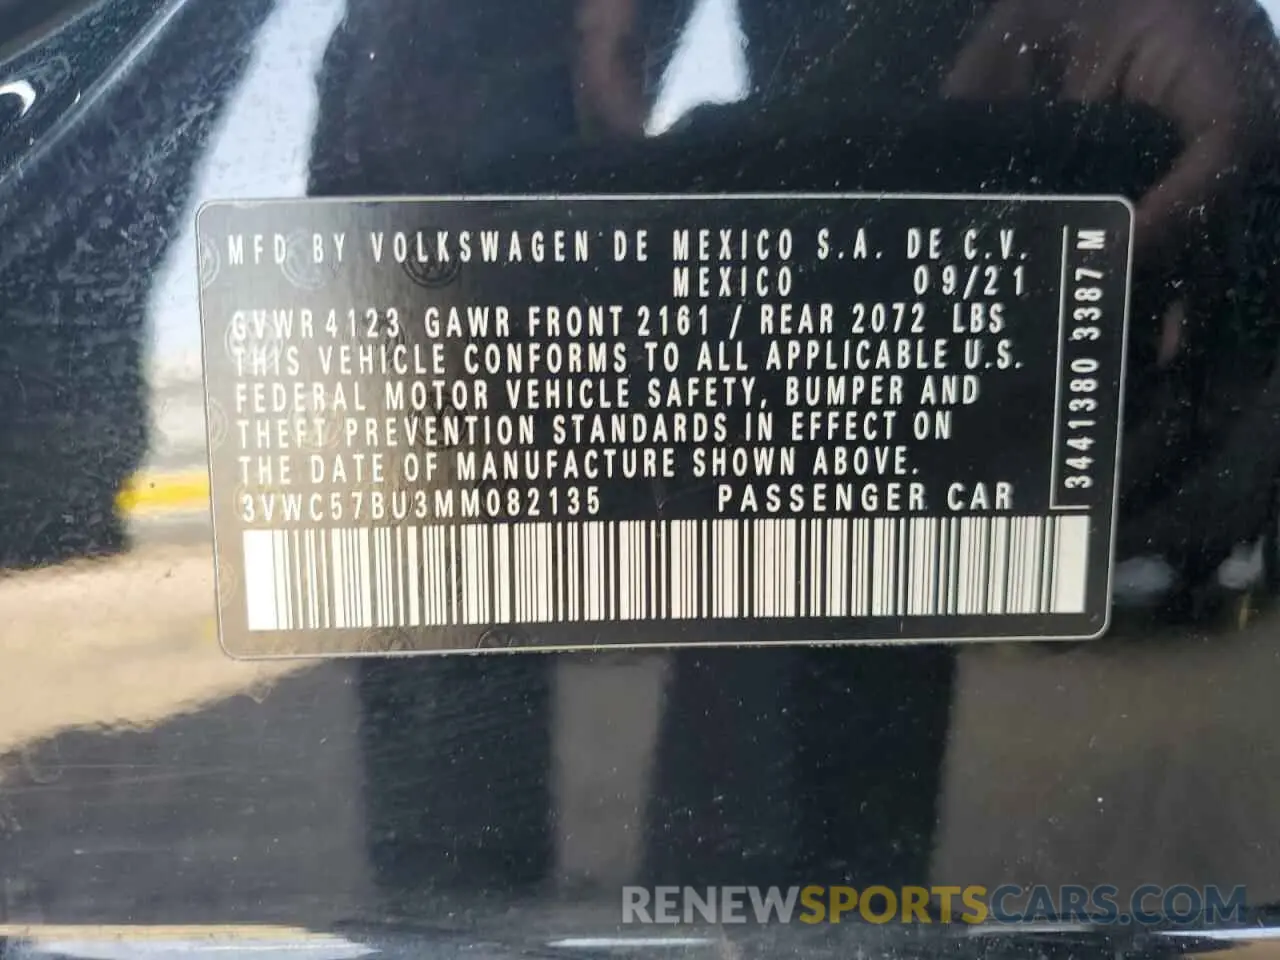 MFD BY VOLKSWAGEN DE MEXICO S.A. DE C.V.
MEXICO 09/21
GVWR 4123 GAWR FRONT 2161 / REAR 2072 LBS
THIS VEHICLE CONFORMS TO ALL APPLICABLE U.S.
FEDERAL MOTOR VEHICLE SAFETY, BUMPER AND
THEFT PREVENTION STANDARDS IN EFFECT ON
THE DATE OF MANUFACTURE SHOWN ABOVE.
3VWC57BU3MM082135 PASSENGER CAR
3441380 3387 M
RENEWSPORTSCARS.COM